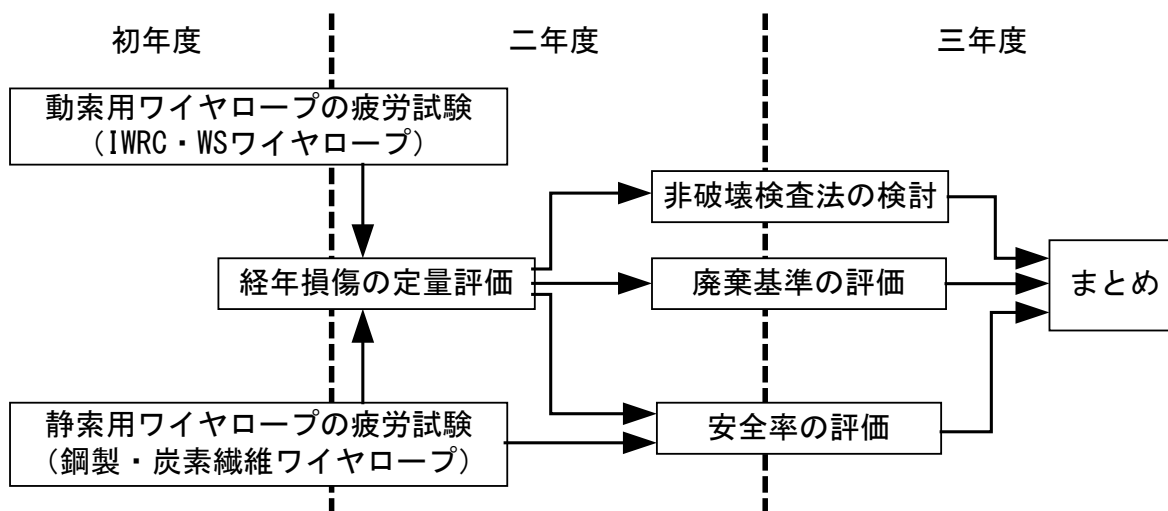 初年度
二年度
三年度
動索用ワイヤロープの疲労試験
（IWRC・WSワイヤロープ）
非破壊検査法の検討
経年損傷の定量評価
廃棄基準の評価
まとめ
静索用ワイヤロープの疲労試験
（鋼製・炭素繊維ワイヤロープ）
安全率の評価